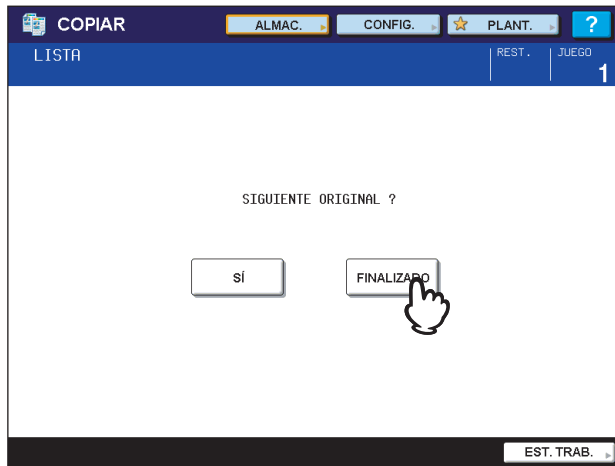 COPIAR
ALMAC.
CONFIG.
PLANT.
?
LISTA
REST.
JUEGO
1
SIGUIENTE ORIGINAL ?
SÍ
FINALIZADO
EST. TRAB.